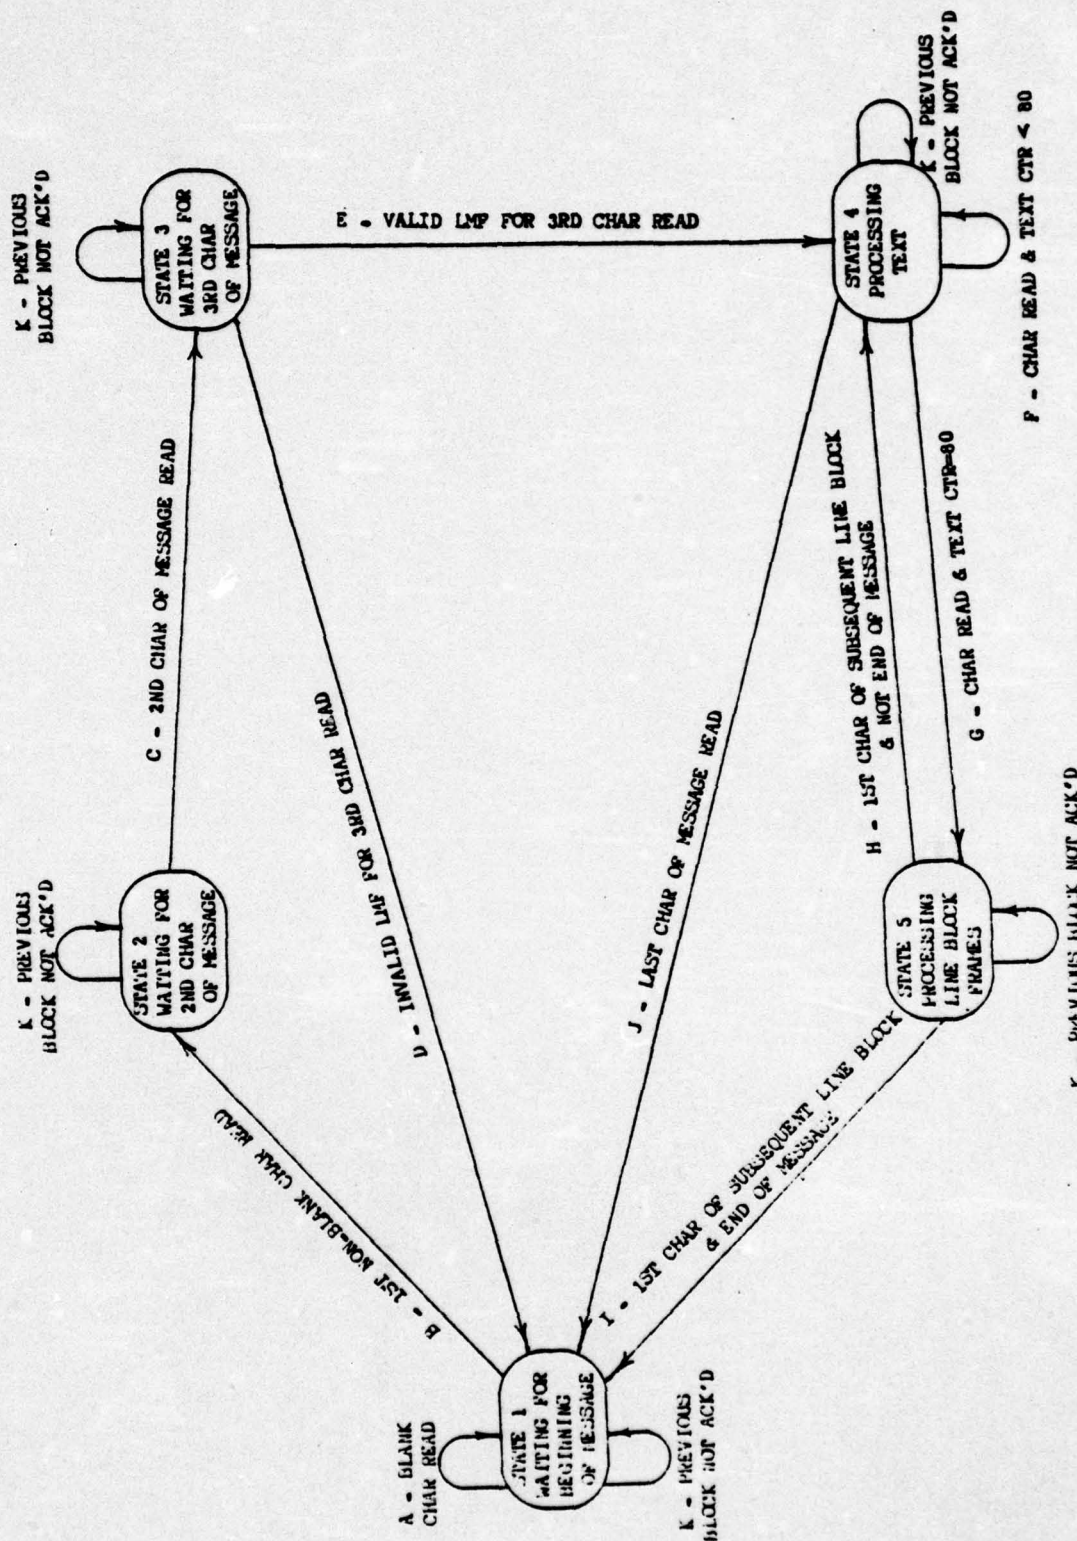 A - BLANK
CHAR READ
STATE 1
WAITING FOR
BEGINNING
OF MESSAGE
K - PREVIOUS
BLOCK NOT ACK'D
B - 1ST NON-BLANK CHAR READ
K - PREVIOUS
BLOCK NOT ACK'D
STATE 2
WAITING FOR
2ND CHAR
OF MESSAGE
C - 2ND CHAR OF MESSAGE READ
K - PREVIOUS
BLOCK NOT ACK'D
STATE 3
WAITING FOR
3RD CHAR
OF MESSAGE
D - INVALID LMF FOR 3RD CHAR READ
E - VALID LMF FOR 3RD CHAR READ
J - LAST CHAR OF MESSAGE READ
I - 1ST CHAR OF SUBSEQUENT LINE BLOCK
& END OF MESSAGE
H - 1ST CHAR OF SUBSEQUENT LINE BLOCK
& NOT END OF MESSAGE
STATE 4
PROCESSING
TEXT
K - PREVIOUS
BLOCK NOT ACK'D
STATE 5
PROCESSING
LINE BLOCK
FRAMES
G - CHAR READ & TEXT CTR=80
F - CHAR READ & TEXT CTR < 80
K - PREVIOUS BLOCK NOT ACK'D